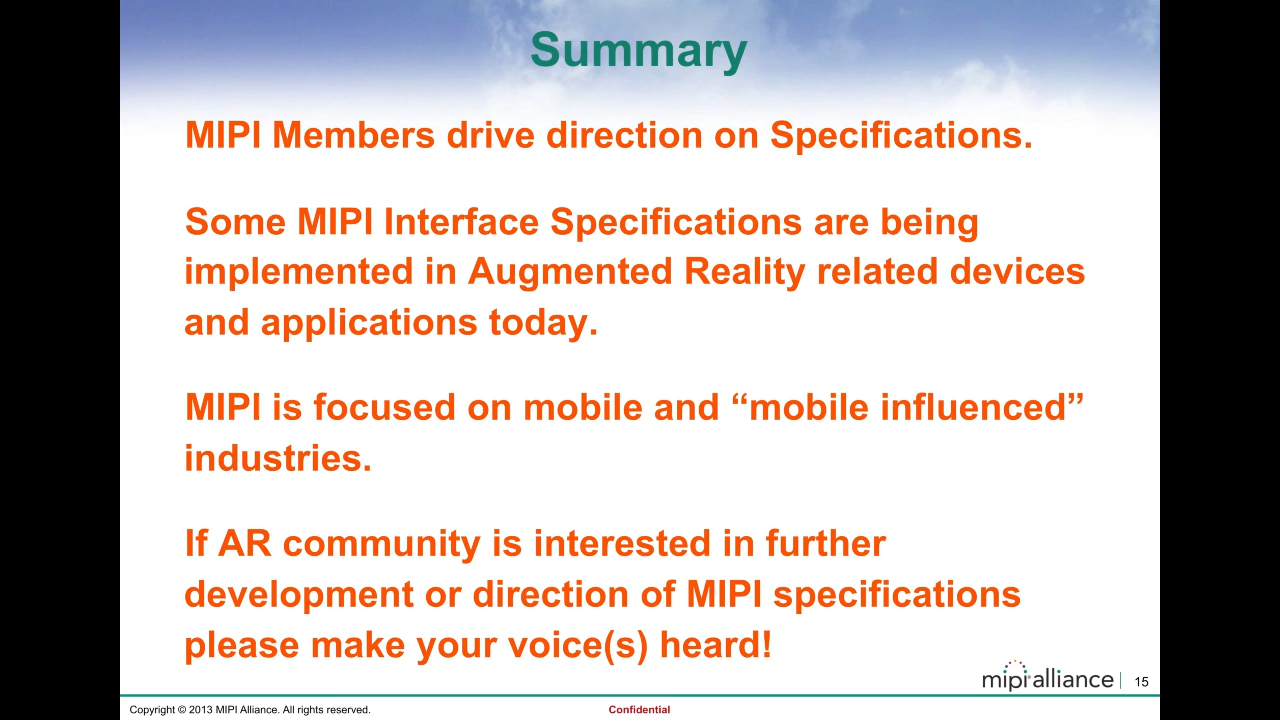 Summary
MIPI Members drive direction on Specifications.
Some MIPI Interface Specifications are being
implemented in Augmented Reality related devices
and applications today.
MIPI is focused on mobile and “mobile influenced”
industries.
If AR community is interested in further
development or direction of MIPI specifications
please make your voice(s) heard!
mipi alliance | 15
Copyright © 2013 MIPI Alliance. All rights reserved. Confidential